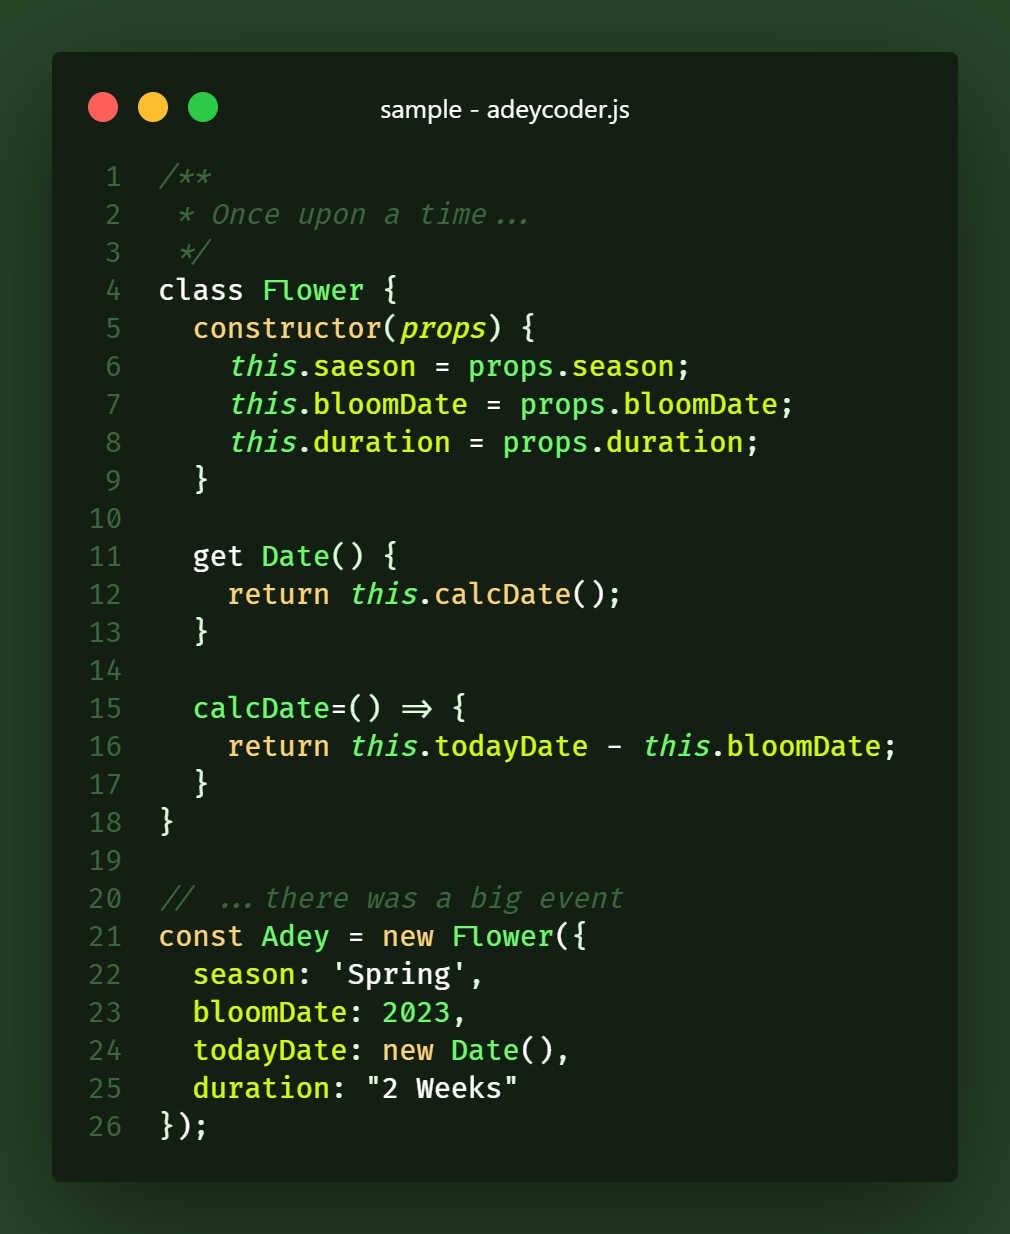 sample - adeycoder.js
1 /**
2  * Once upon a time...
3  */
4 class Flower {
5   constructor(props) {
6     this.saeson = props.season;
7     this.bloomDate = props.bloomDate;
8     this.duration = props.duration;
9   }
10
11   get Date() {
12     return this.calcDate();
13   }
14
15   calcDate=() => {
16     return this.todayDate - this.bloomDate;
17   }
18 }
19
20 // ...there was a big event
21 const Adey = new Flower({
22   season: 'Spring',
23   bloomDate: 2023,
24   todayDate: new Date(),
25   duration: "2 Weeks"
26 });